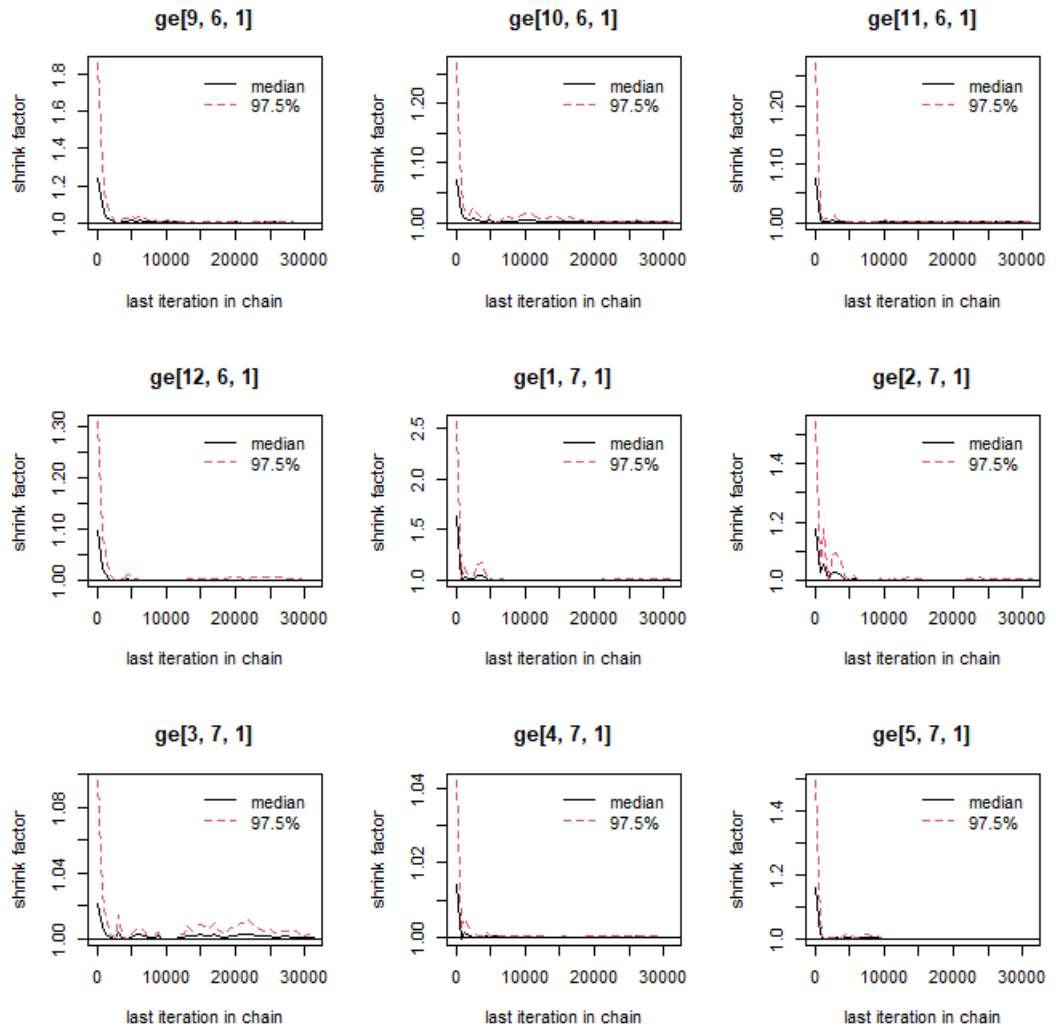 ge[9, 6, 1]
shrink factor
1.0 1.2 1.4 1.6 1.8
median
97.5%
0 10000 20000 30000
last iteration in chain
ge[10, 6, 1]
shrink factor
1.00 1.10 1.20
median
97.5%
0 10000 20000 30000
last iteration in chain
ge[11, 6, 1]
shrink factor
1.00 1.10 1.20
median
97.5%
0 10000 20000 30000
last iteration in chain
ge[12, 6, 1]
shrink factor
1.00 1.10 1.20 1.30
median
97.5%
0 10000 20000 30000
last iteration in chain
ge[1, 7, 1]
shrink factor
1.0 1.5 2.0 2.5
median
97.5%
0 10000 20000 30000
last iteration in chain
ge[2, 7, 1]
shrink factor
1.0 1.2 1.4
median
97.5%
0 10000 20000 30000
last iteration in chain
ge[3, 7, 1]
shrink factor
1.00 1.04 1.08
median
97.5%
0 10000 20000 30000
last iteration in chain
ge[4, 7, 1]
shrink factor
1.00 1.02 1.04
median
97.5%
0 10000 20000 30000
last iteration in chain
ge[5, 7, 1]
shrink factor
1.0 1.2 1.4
median
97.5%
0 10000 20000 30000
last iteration in chain